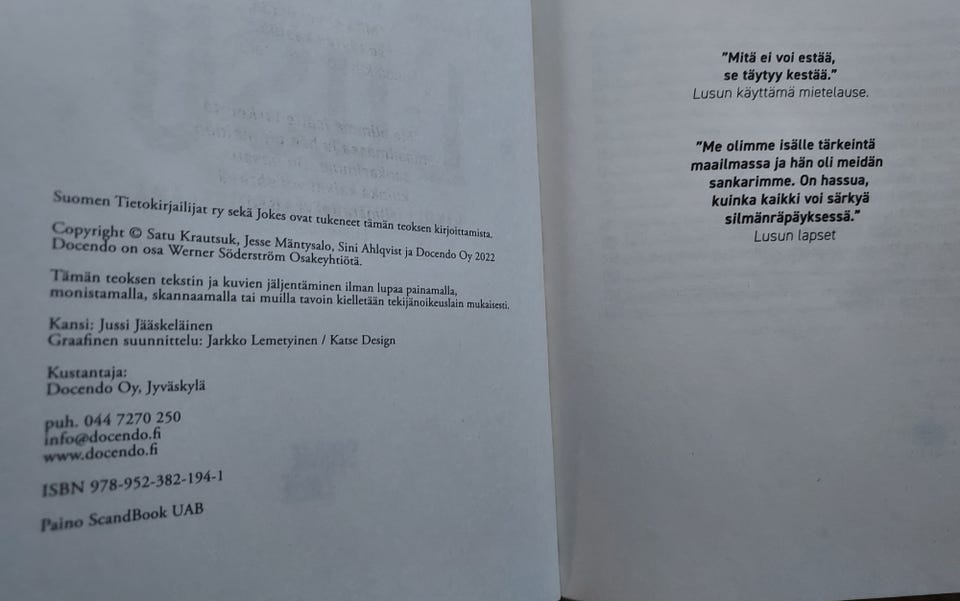 Suomen Tietokirjailijat ry sekä Jokes ovat tukeneet tämän teoksen kirjoittamista.
Copyright © Satu Krautsuk, Jesse Mäntysalo, Sini Ahlqvist ja Docendo Oy 2022
Docendo on osa Werner Söderström Osakeyhtiötä.
Tämän teoksen tekstin ja kuvien jäljentäminen ilman lupaa painamalla,
monistamalla, skannaamalla tai muilla tavoin kielletään tekijänoikeuslain mukaisesti.
Kansi: Jussi Jääskeläinen
Graafinen suunnittelu: Jarkko Lemetyinen / Katse Design
Kustantaja:
Docendo Oy, Jyväskylä
puh. 044 7270 250
info@docendo.fi
www.docendo.fi
ISBN 978-952-382-194-1
Paino ScandBook UAB
"Mitä ei voi estää,
se täytyy kestää."
Lusun käyttämä mietelause.
"Me olimme isälle tärkeintä
maailmassa ja hän oli meidän
sankarimme. On hassua,
kuinka kaikki voi särkyä
silmänräpäyksessä."
Lusun lapset